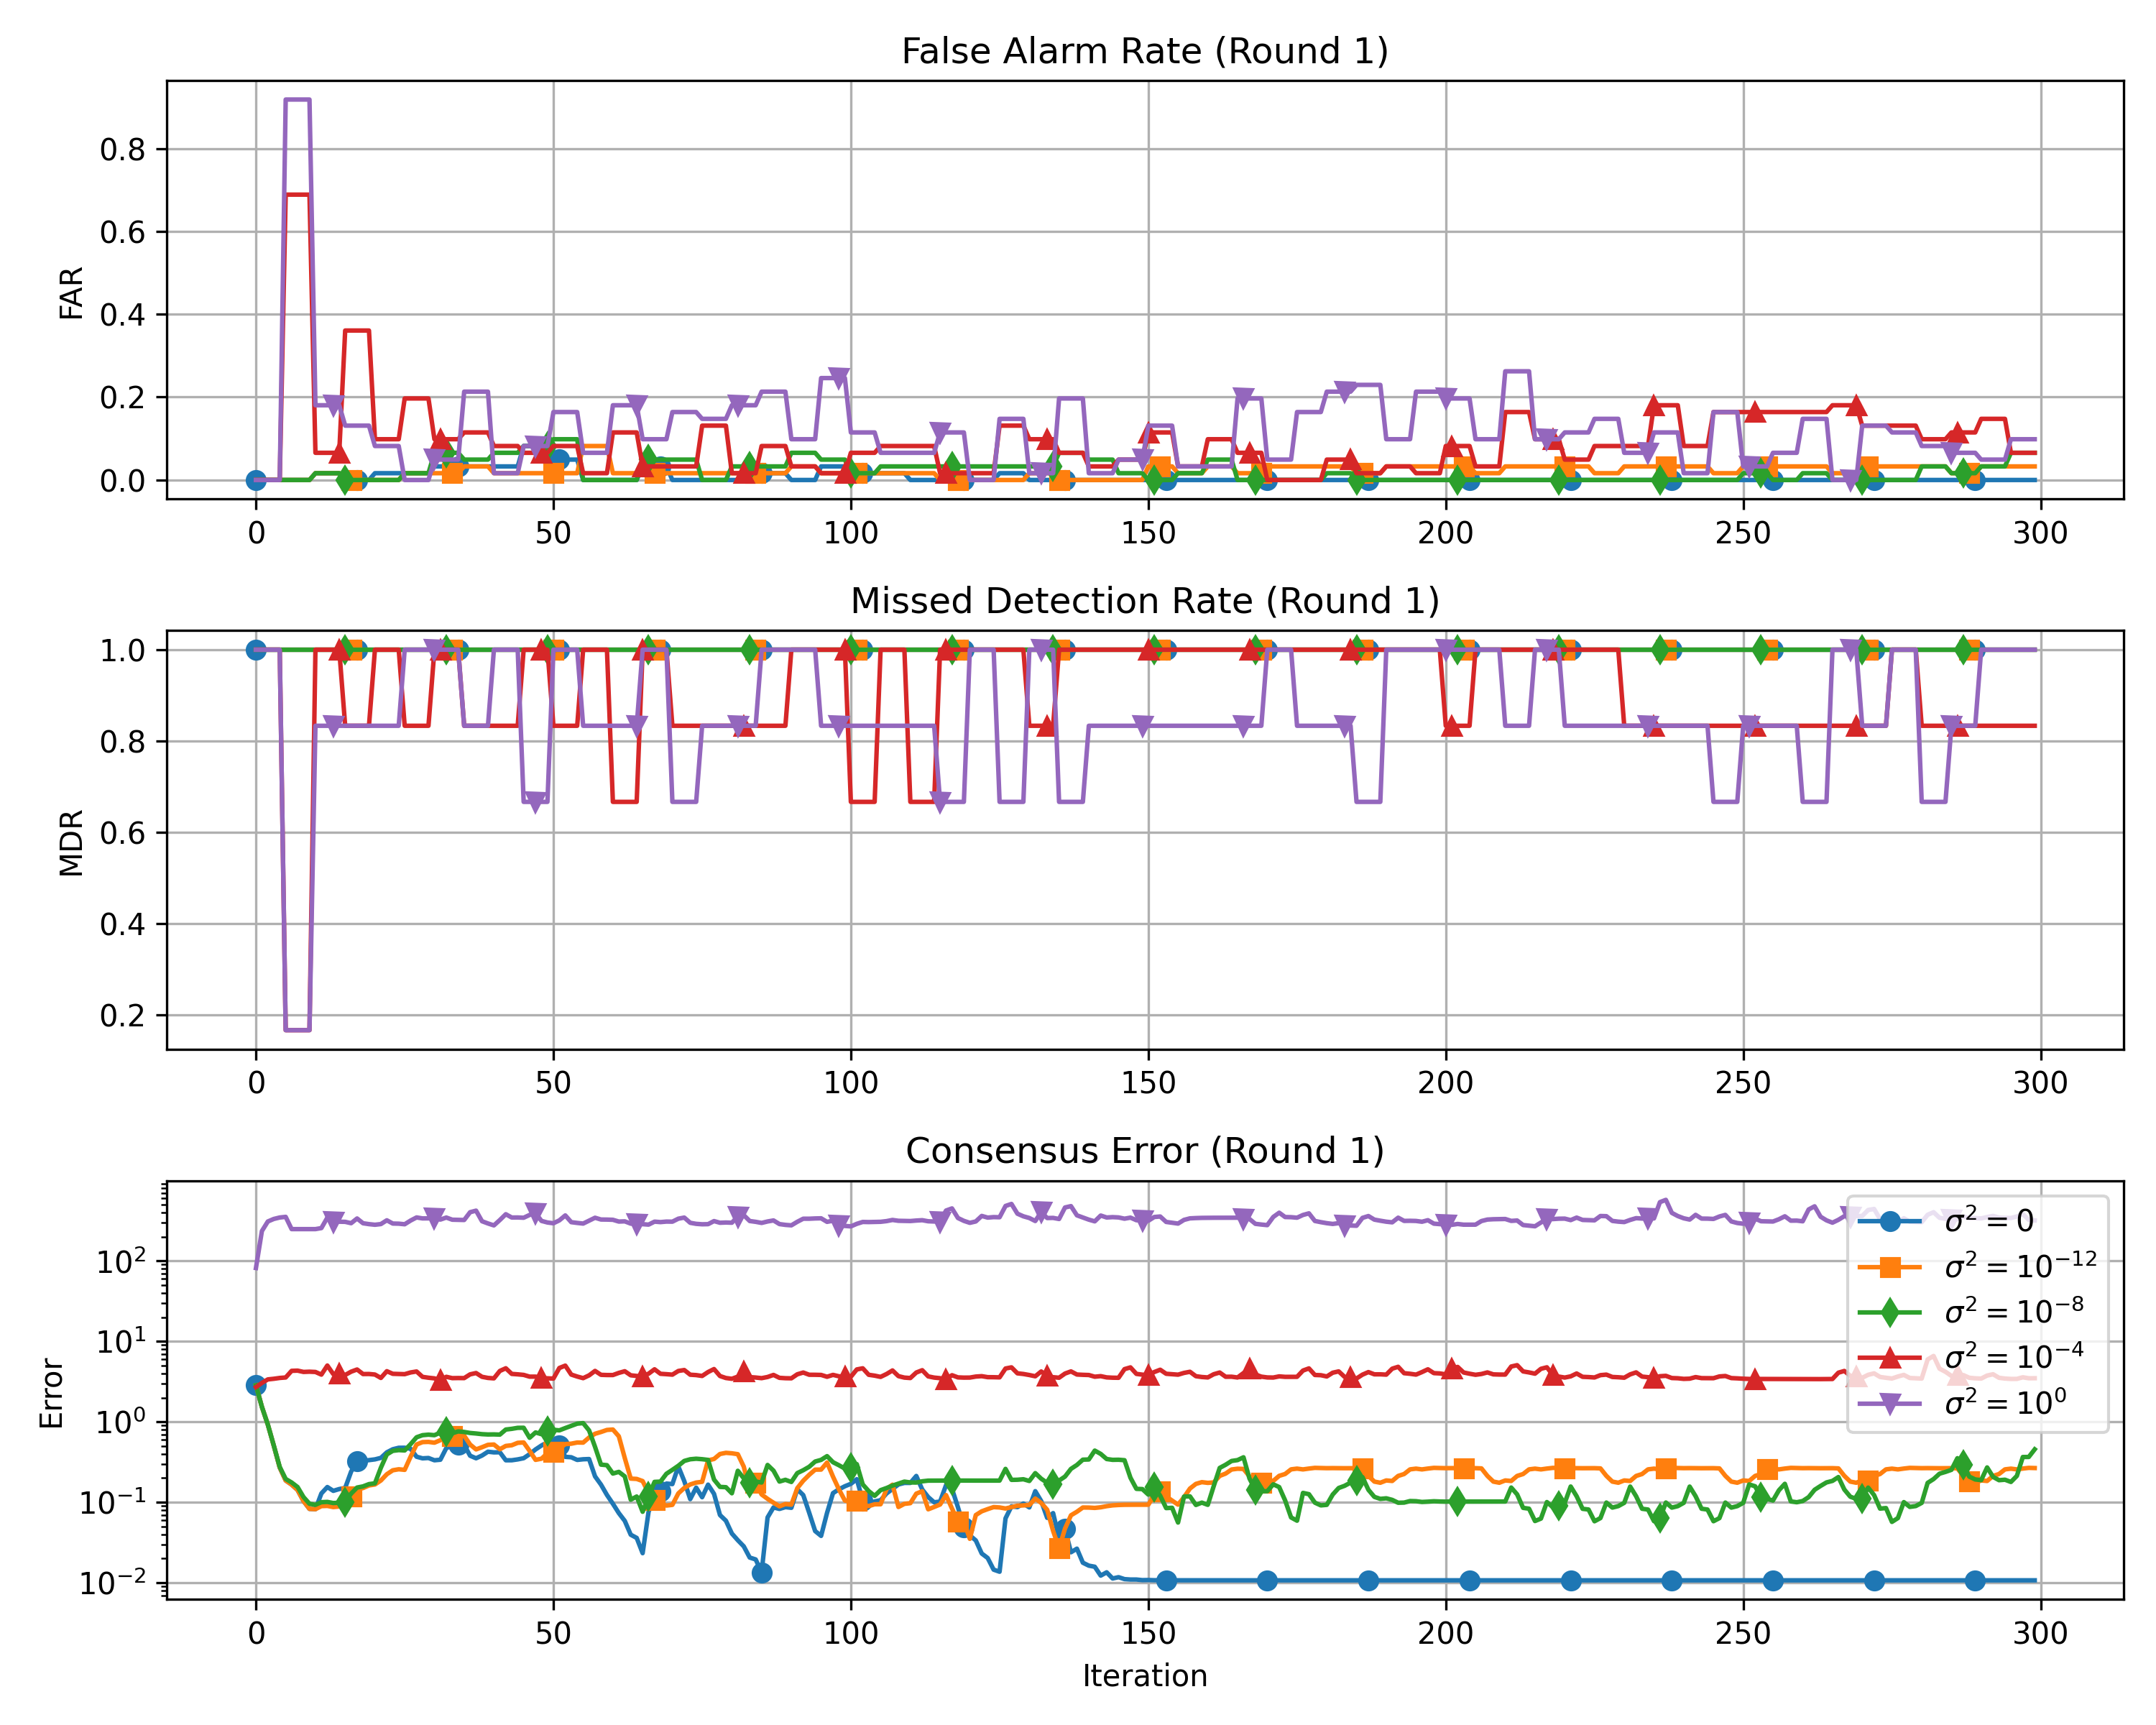 False Alarm Rate (Round 1)
FAR
0.8
0.6
0.4
0.2
0.0
0 50 100 150 200 250 300
Missed Detection Rate (Round 1)
MDR
1.0
0.8
0.6
0.4
0.2
0 50 100 150 200 250 300
Consensus Error (Round 1)
Error
10²
10¹
10⁰
10⁻¹
10⁻²
σ² = 0
σ² = 10⁻¹²
σ² = 10⁻⁸
σ² = 10⁻⁴
σ² = 10⁰
0 50 100 150 200 250 300
Iteration